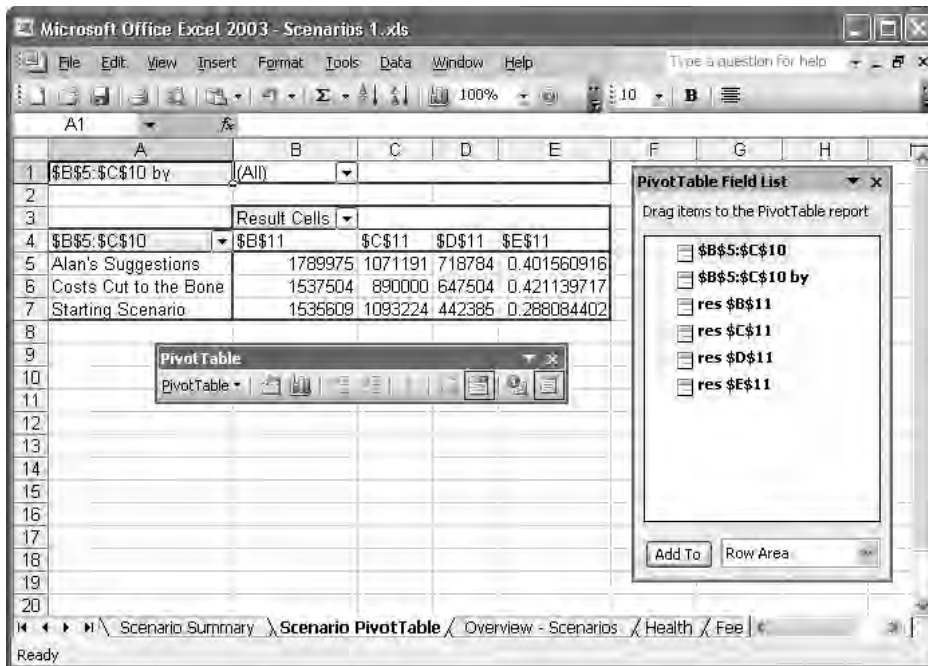 Microsoft Office Excel 2003 - Scenarios 1.xls
File Edit View Insert Format Tools Data Window Help Type a question for help
Σ 100% 10 B
A1 fx
A B C D E F G H
1 $B$5:$C$10 by (All)
2
3 Result Cells
4 $B$5:$C$10 $B$11 $C$11 $D$11 $E$11
5 Alan's Suggestions 1789975 1071191 718784 0.401560916
6 Costs Cut to the Bone 1537504 890000 647504 0.421139717
7 Starting Scenario 1535609 1093224 442385 0.288084402
8
9
10
11
12
13
14
15
16
17
18
19
20
PivotTable
PivotTable
PivotTable Field List
Drag items to the PivotTable report
$B$5:$C$10
$B$5:$C$10 by
res $B$11
res $C$11
res $D$11
res $E$11
Add To Row Area
Scenario Summary Scenario PivotTable Overview - Scenarios Health Fee
Ready